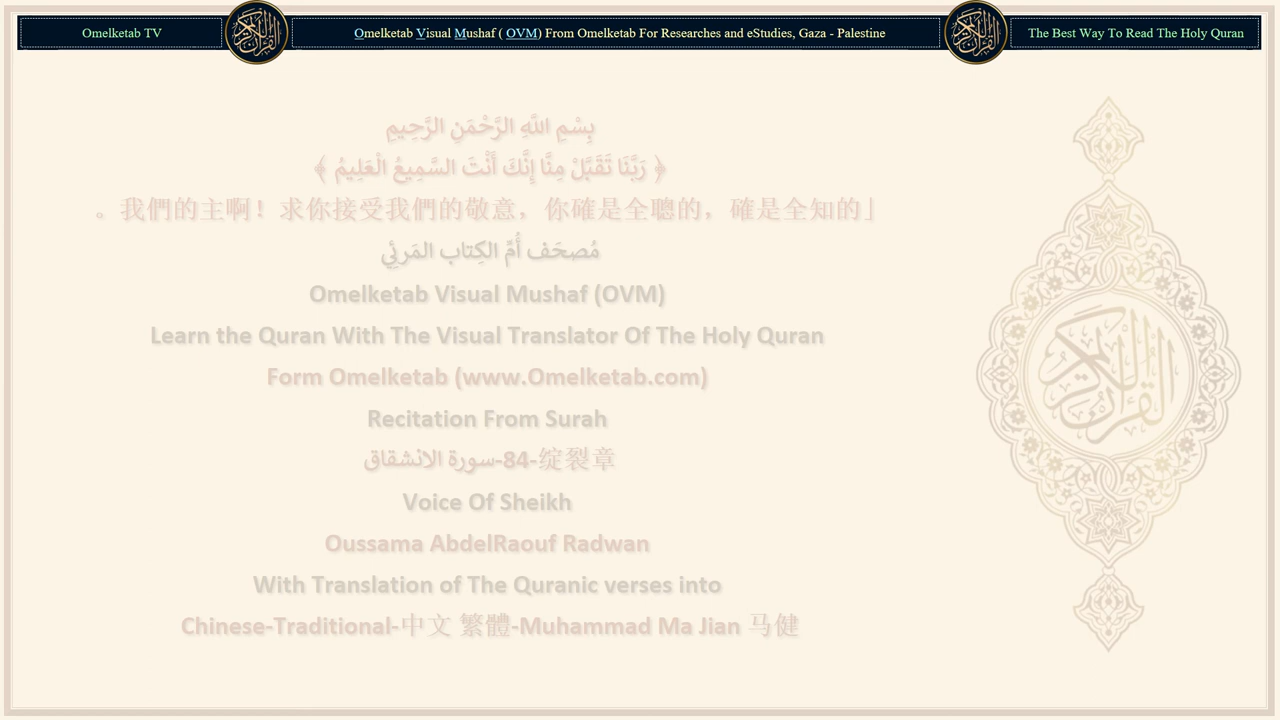 Omelketab TV
Omelketab Visual Mushaf ( OVM) From Omelketab For Researches and eStudies, Gaza - Palestine
The Best Way To Read The Holy Quran
بِسْمِ اللَّهِ الرَّحْمَنِ الرَّحِيمِ
﴿ رَبَّنَا تَقَبَّلْ مِنَّا إِنَّكَ أَنْتَ السَّمِيعُ الْعَلِيمُ ﴾
。我們的主啊！求你接受我們的敬意，你確是全聰的，確是全知的」
مُصحَف أُمِّ الكِتاب المَرئِي
Omelketab Visual Mushaf (OVM)
Learn the Quran With The Visual Translator Of The Holy Quran
Form Omelketab (www.Omelketab.com)
Recitation From Surah
سورة الانشقاق-84-绽裂章
Voice Of Sheikh
Oussama AbdelRaouf Radwan
With Translation of The Quranic verses into
Chinese-Traditional-中文 繁體-Muhammad Ma Jian 马健
القرآن الكريم